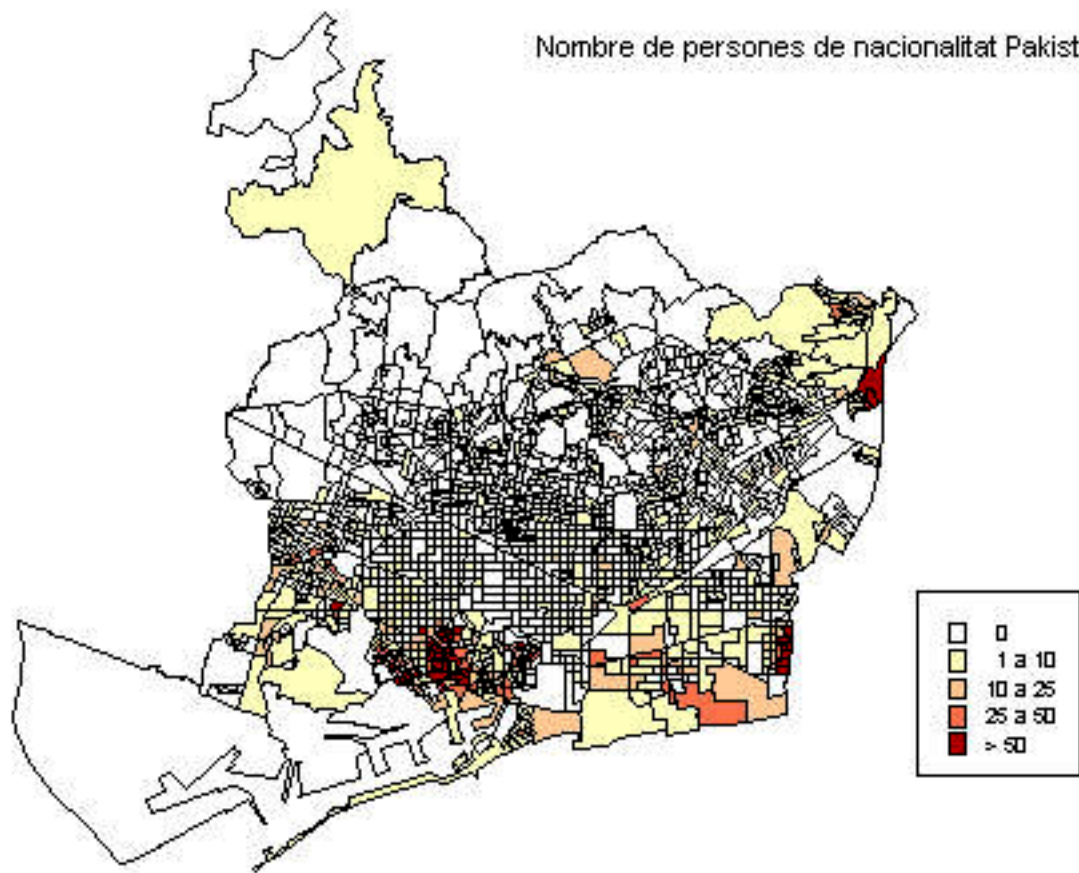 Nombre de persones de nacionalitat Pakist
0
1 a 10
10 a 25
25 a 50
> 50